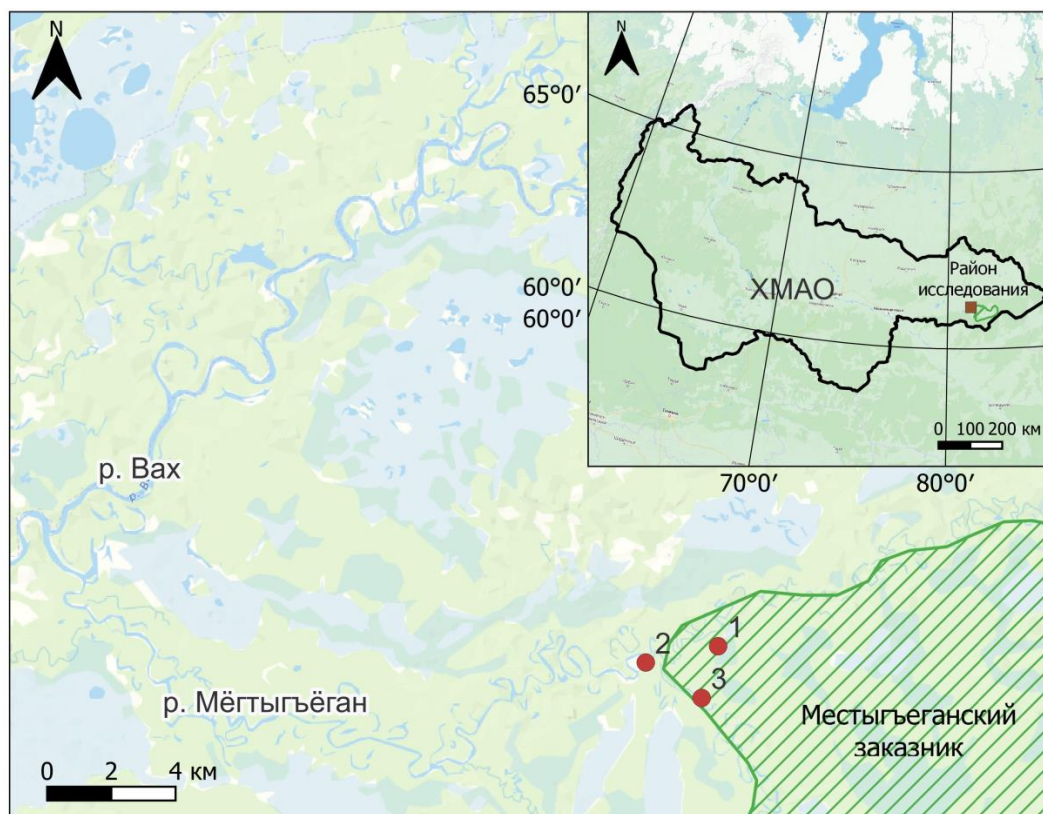 N
N
65°0′
60°0′
60°0′
ХМАО
Район
исследования
0 100 200 км
70°0′
80°0′
р. Вах
р. Вах
2
1
3
р. Мёгтыгъёган
Местыгъеганский
заказник
0 2 4 км